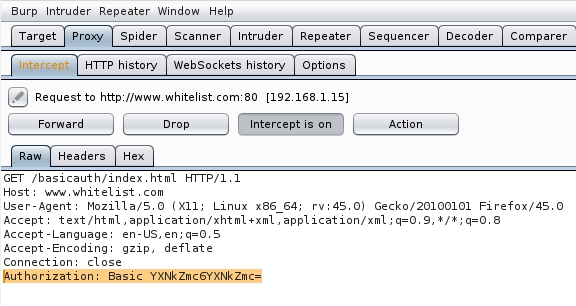 Burp Intruder Repeater Window Help
Target Proxy Spider Scanner Intruder Repeater Sequencer Decoder Comparer
Intercept HTTP history WebSockets history Options
Request to http://www.whitelist.com:80 [192.168.1.15]
Forward Drop Intercept is on Action
Raw Headers Hex
GET /basicauth/index.html HTTP/1.1
Host: www.whitelist.com
User-Agent: Mozilla/5.0 (X11; Linux x86_64; rv:45.0) Gecko/20100101 Firefox/45.0
Accept: text/html,application/xhtml+xml,application/xml;q=0.9,*/*;q=0.8
Accept-Language: en-US,en;q=0.5
Accept-Encoding: gzip, deflate
Connection: close
Authorization: Basic YXNkZmc6YXNkZmc=